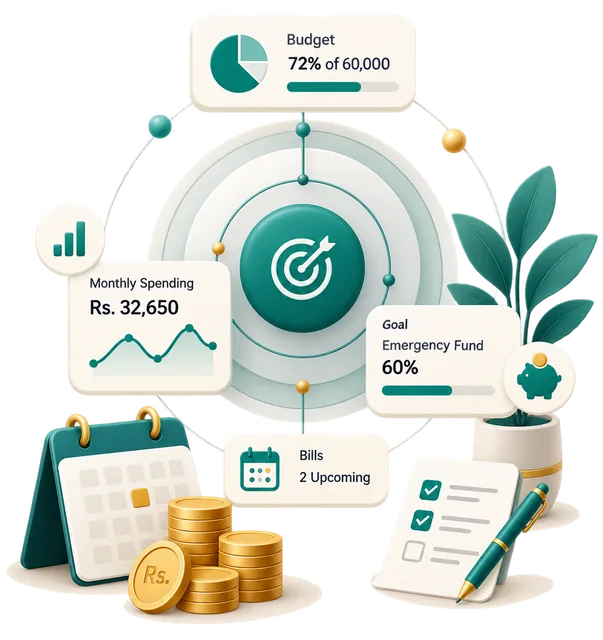 Budget
72% of 60,000
Monthly Spending
Rs. 32,650
Goal
Emergency Fund
60%
Bills
2 Upcoming
Rs.